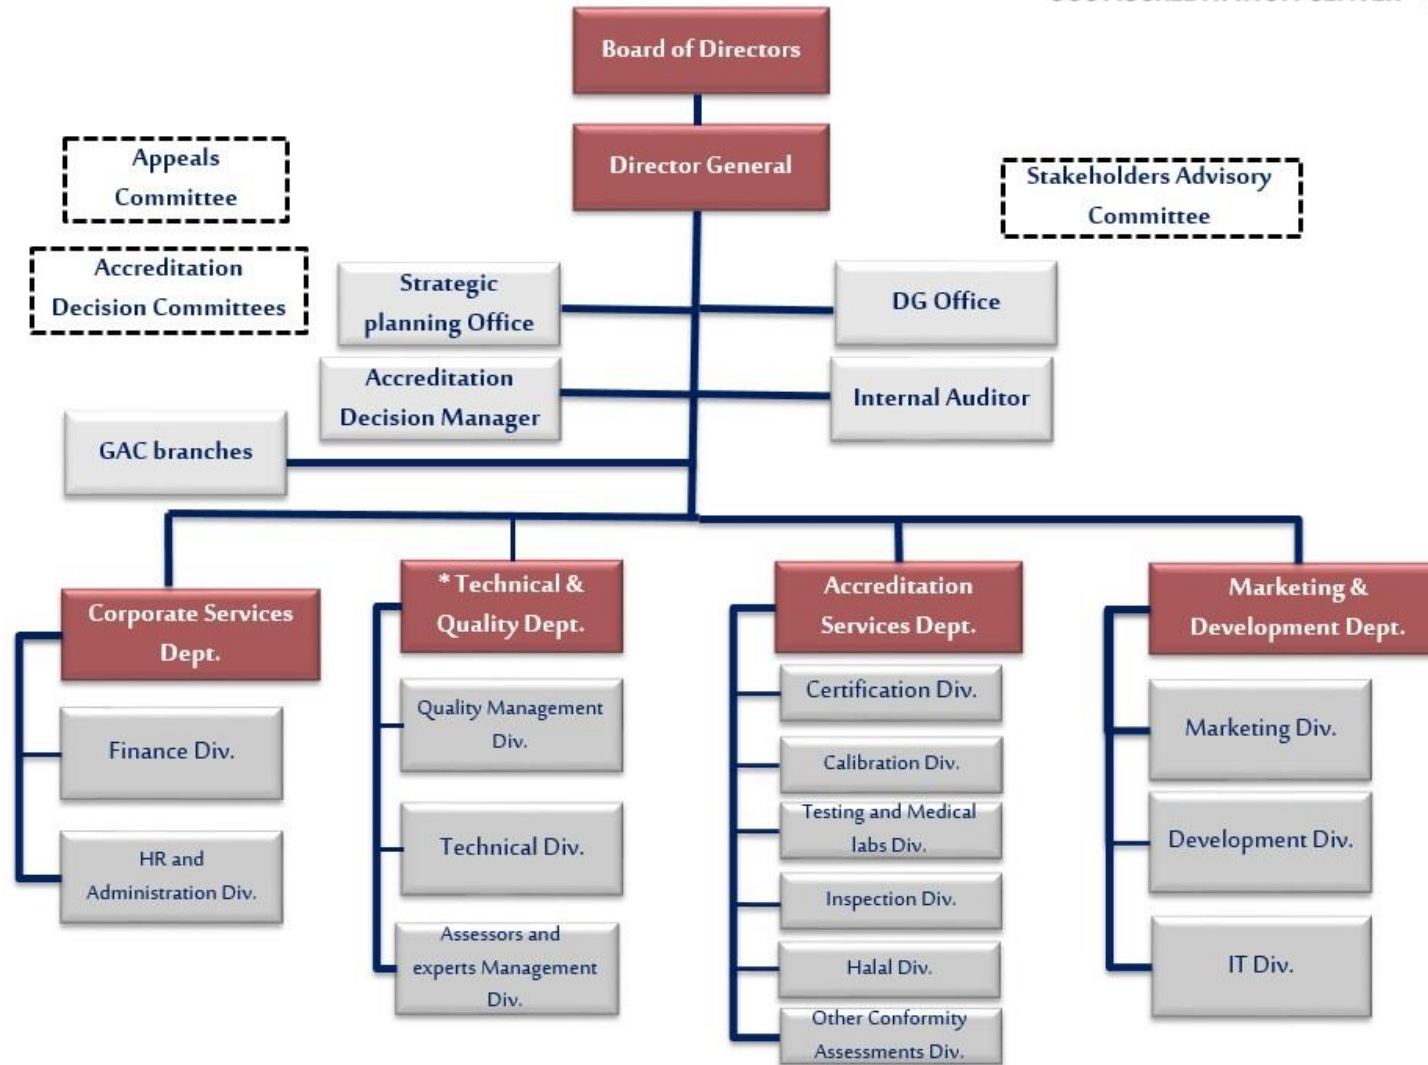 Board of Directors
Director General
Appeals
Committee
Stakeholders Advisory
Committee
Accreditation
Decision Committees
Strategic
planning Office
DG Office
Accreditation
Decision Manager
Internal Auditor
GAC branches
Corporate Services
Dept.
Finance Div.
HR and
Administration Div.
* Technical &
Quality Dept.
Quality Management
Div.
Technical Div.
Assessors and
experts Management
Div.
Accreditation
Services Dept.
Certification Div.
Calibration Div.
Testing and Medical
labs Div.
Inspection Div.
Halal Div.
Other Conformity
Assessments Div.
Marketing &
Development Dept.
Marketing Div.
Development Div.
IT Div.